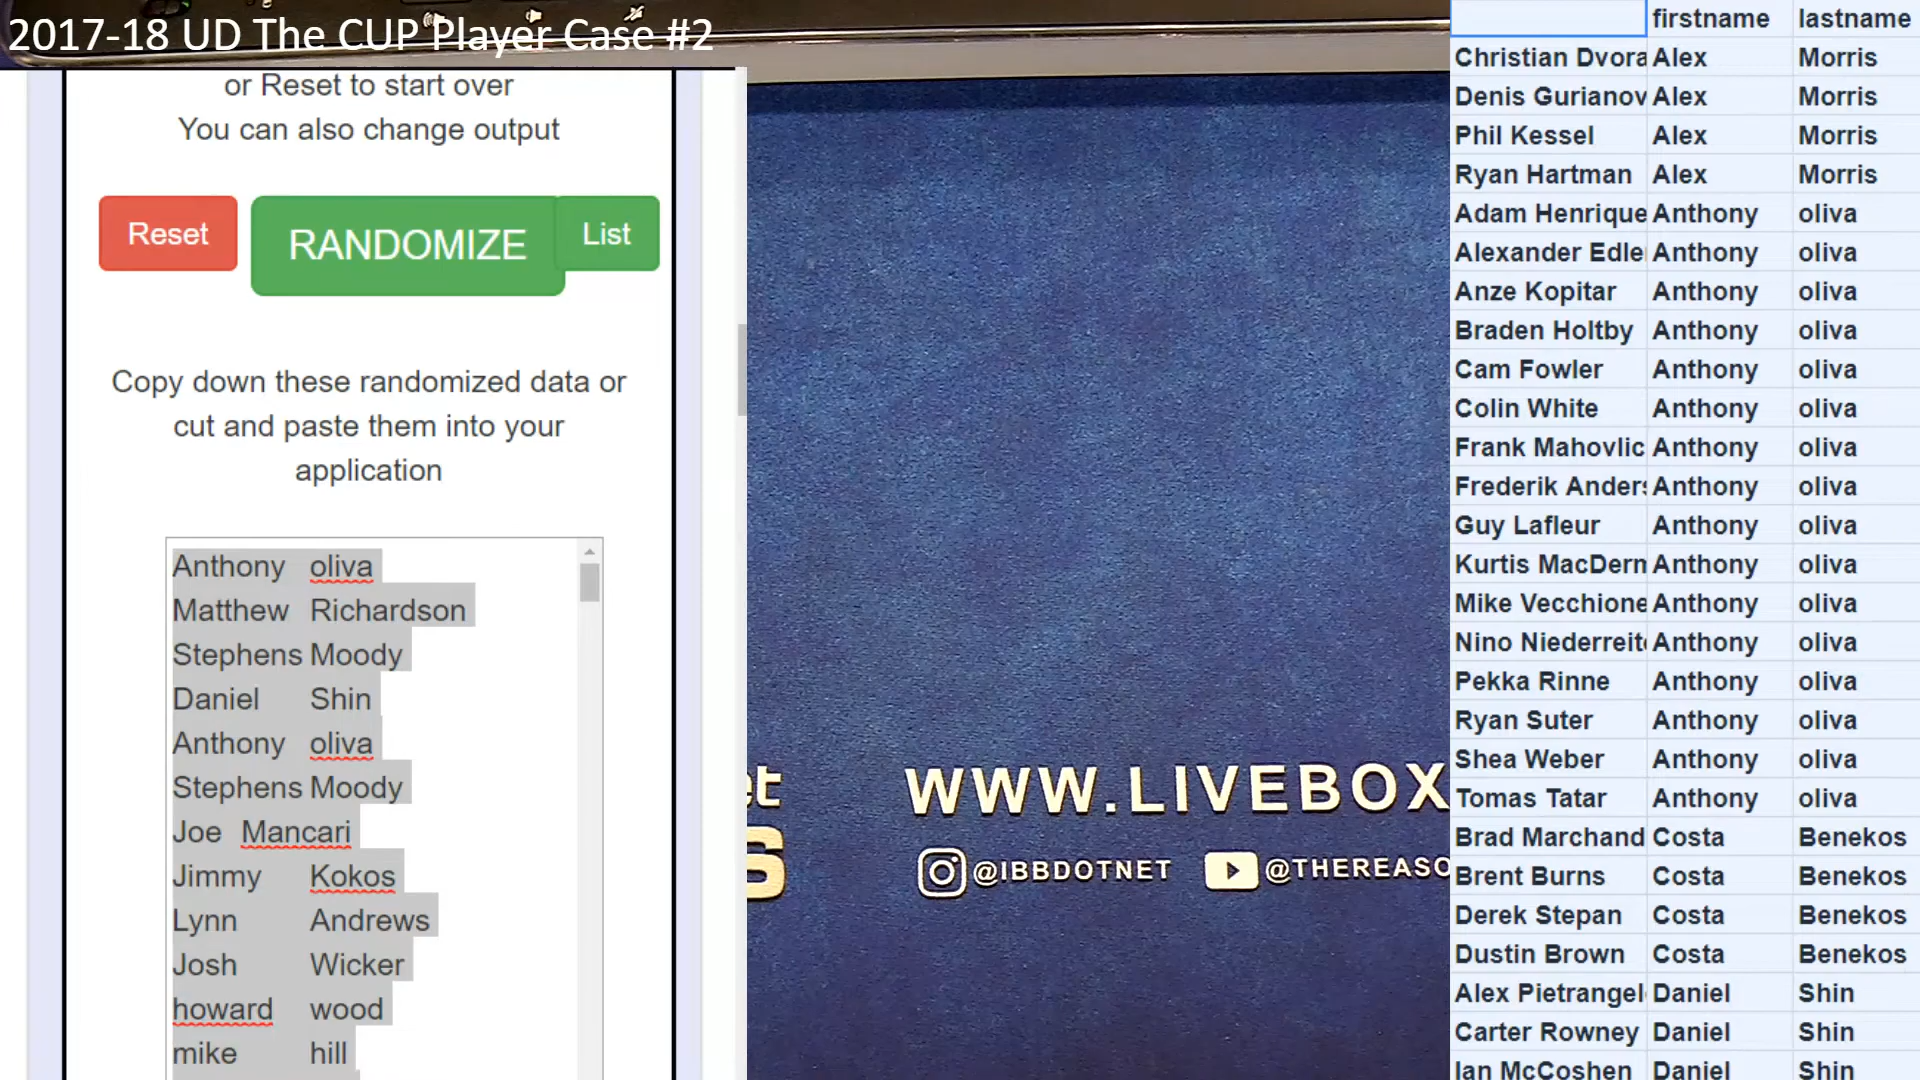 2017-18 UD The CUP Player Case #2
or Reset to start over
You can also change output
Reset RANDOMIZE List
Copy down these randomized data or
cut and paste them into your
application
Anthony oliva
Matthew Richardson
Stephens Moody
Daniel Shin
Anthony oliva
Stephens Moody
Joe Mancari
Jimmy Kokos
Lynn Andrews
Josh Wicker
howard wood
mike hill
et
S
WWW.LIVEBOX
@IBBDOTNET @THEREASO
firstname lastname
Christian Dvora Alex Morris
Denis Gurianov Alex Morris
Phil Kessel Alex Morris
Ryan Hartman Alex Morris
Adam Henrique Anthony oliva
Alexander Edle Anthony oliva
Anze Kopitar Anthony oliva
Braden Holtby Anthony oliva
Cam Fowler Anthony oliva
Colin White Anthony oliva
Frank Mahovlic Anthony oliva
Frederik Anders Anthony oliva
Guy Lafleur Anthony oliva
Kurtis MacDerm Anthony oliva
Mike Vecchione Anthony oliva
Nino Niederreite Anthony oliva
Pekka Rinne Anthony oliva
Ryan Suter Anthony oliva
Shea Weber Anthony oliva
Tomas Tatar Anthony oliva
Brad Marchand Costa Benekos
Brent Burns Costa Benekos
Derek Stepan Costa Benekos
Dustin Brown Costa Benekos
Alex Pietrangel Daniel Shin
Carter Rowney Daniel Shin
Ian McCoshen Daniel Shin